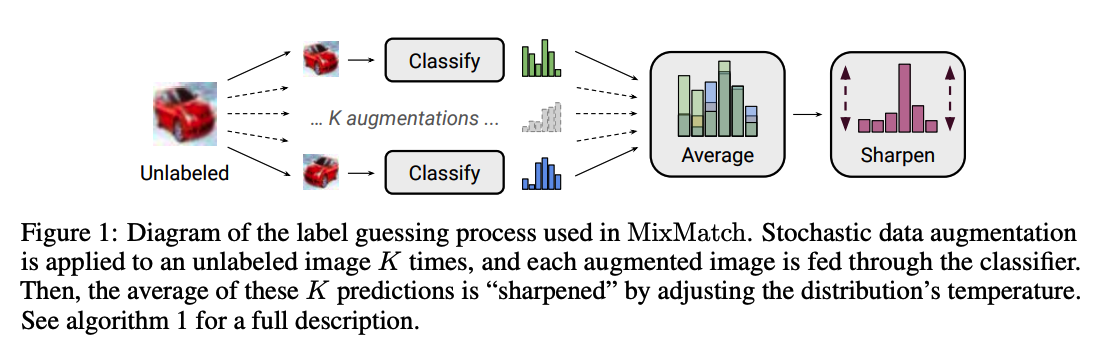 Classify
... K augmentations ...
Unlabeled
Classify
Average
Sharpen
Figure 1: Diagram of the label guessing process used in MixMatch. Stochastic data augmentation
is applied to an unlabeled image K times, and each augmented image is fed through the classifier.
Then, the average of these K predictions is “sharpened” by adjusting the distribution’s temperature.
See algorithm 1 for a full description.